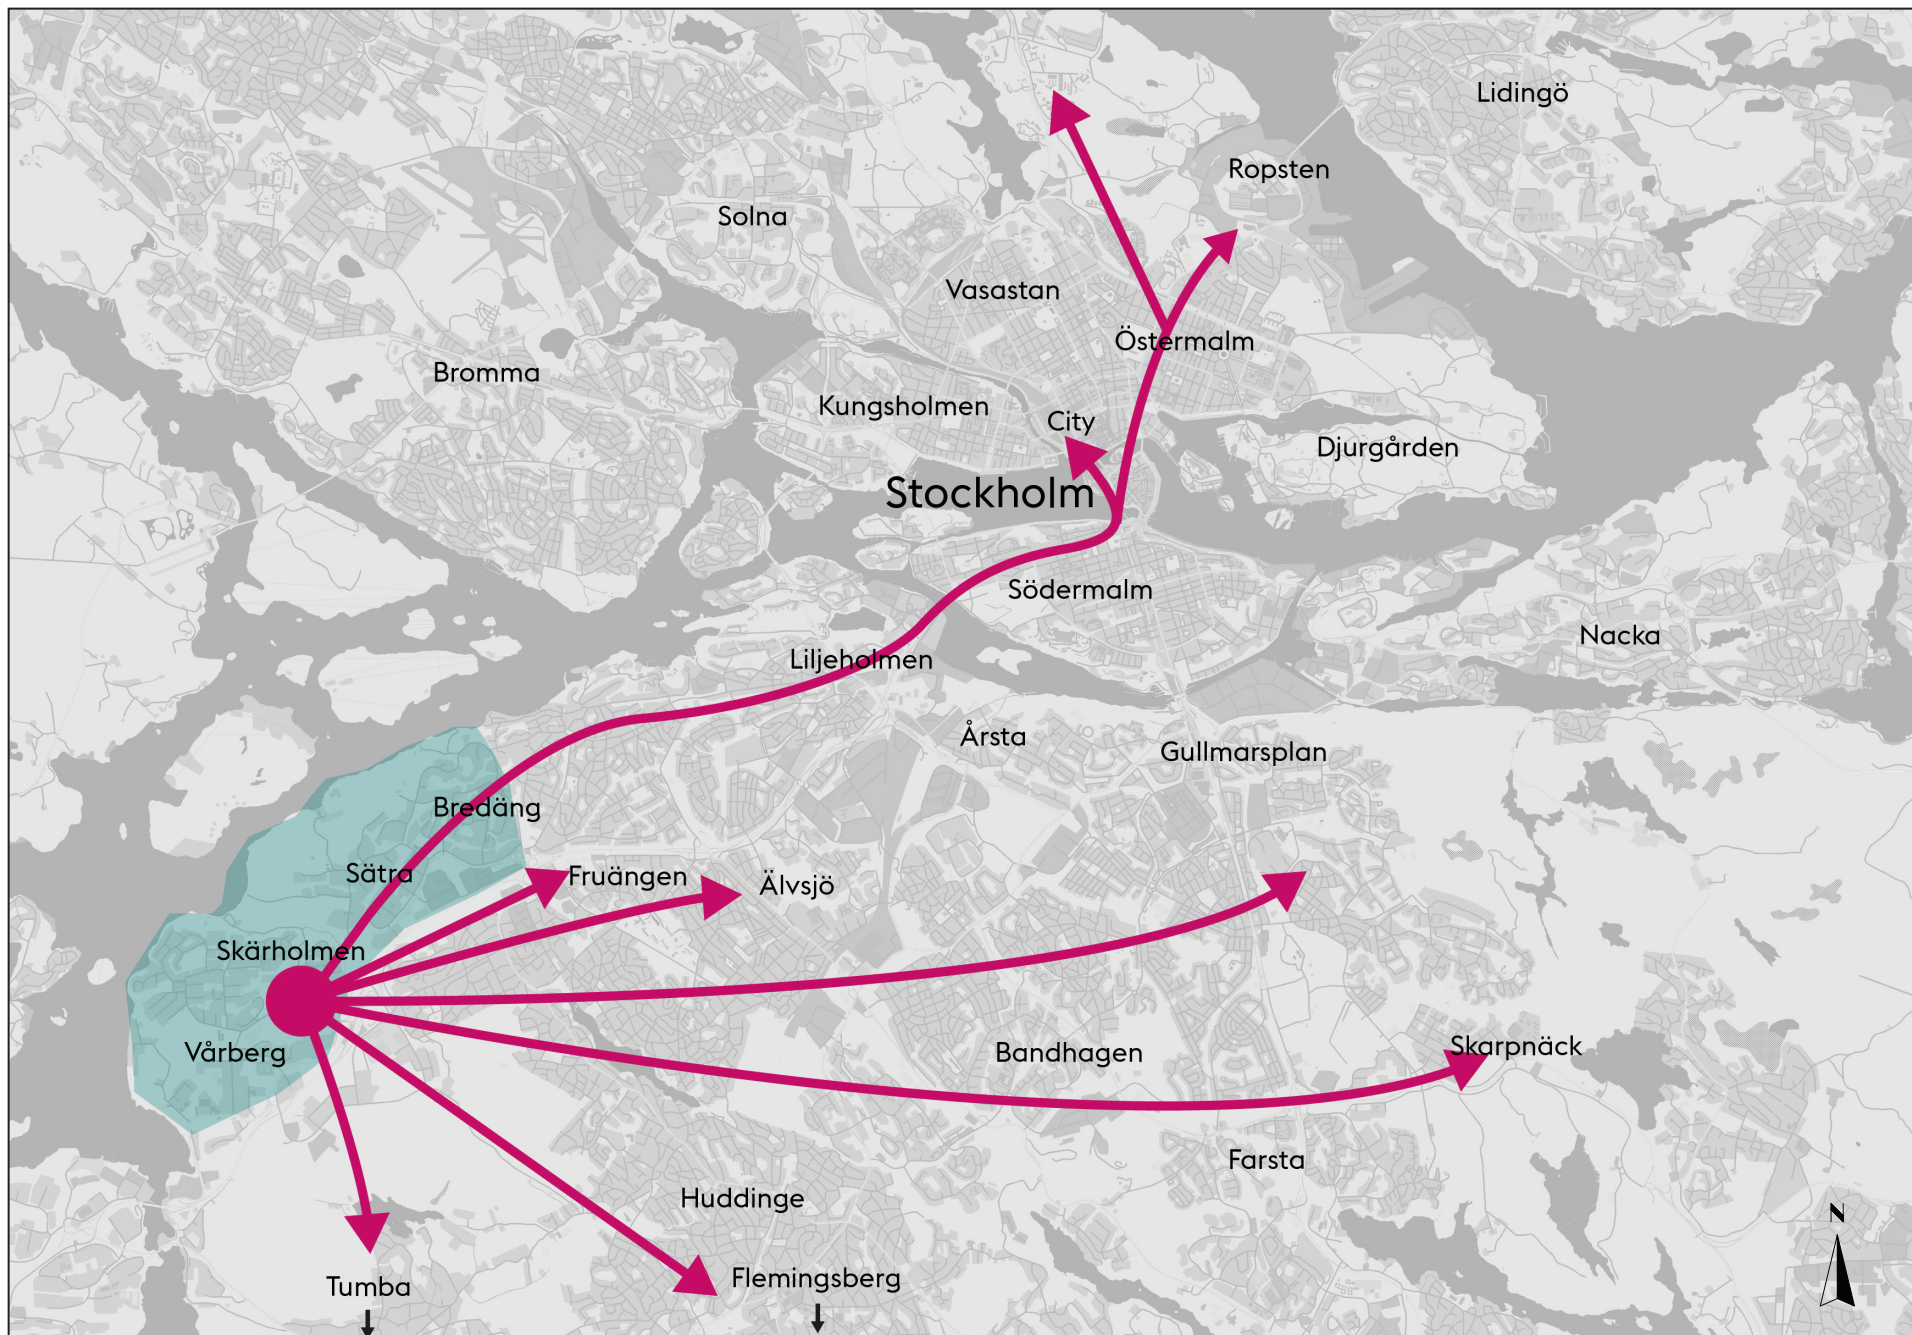 Lidingö
Ropsten
Solna
Vasastan
Östermalm
Bromma
Kungsholmen
City
Djurgården
Stockholm
Södermalm
Nacka
Liljeholmen
Årsta
Gullmarsplan
Bredäng
Sätra
Fruängen
Älvsjö
Skärholmen
Vårberg
Bandhagen
Skarpnäck
Farsta
Huddinge
Tumba
Flemingsberg
N